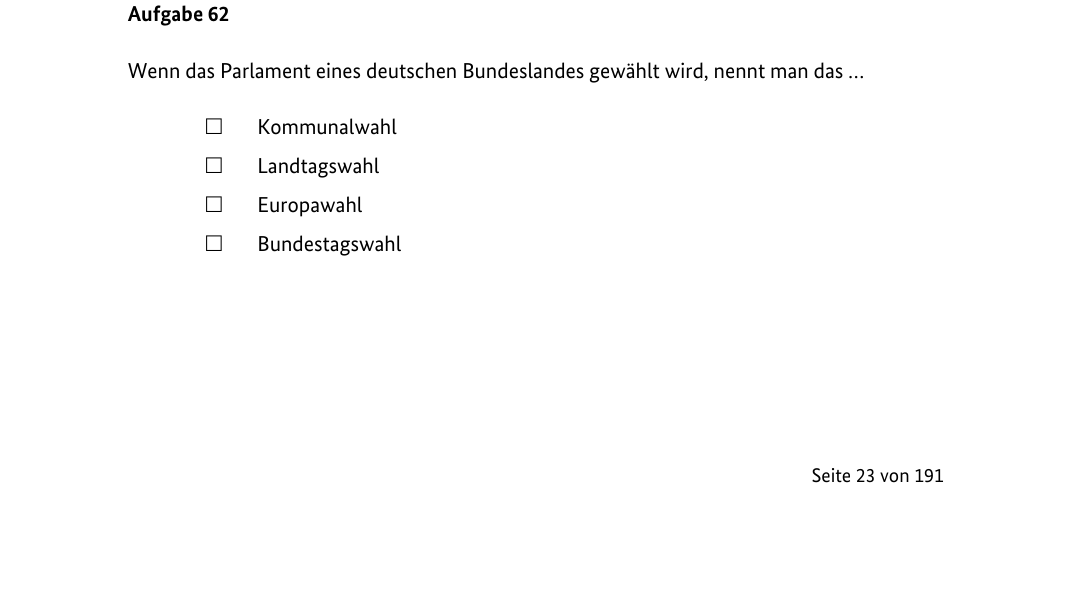 Aufgabe 62
Wenn das Parlament eines deutschen Bundeslandes gewählt wird, nennt man das …
☐ Kommunalwahl
☐ Landtagswahl
☐ Europawahl
☐ Bundestagswahl
Seite 23 von 191